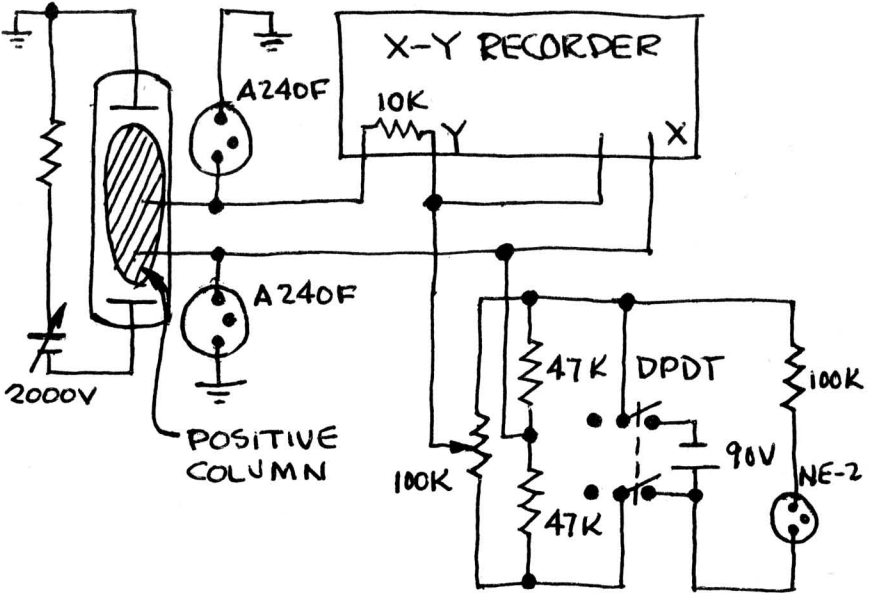 A240F
X-Y RECORDER
10K
Y
X
A240F
2000V
POSITIVE
COLUMN
47K
DPDT
100K
90V
NE-2
100K
47K